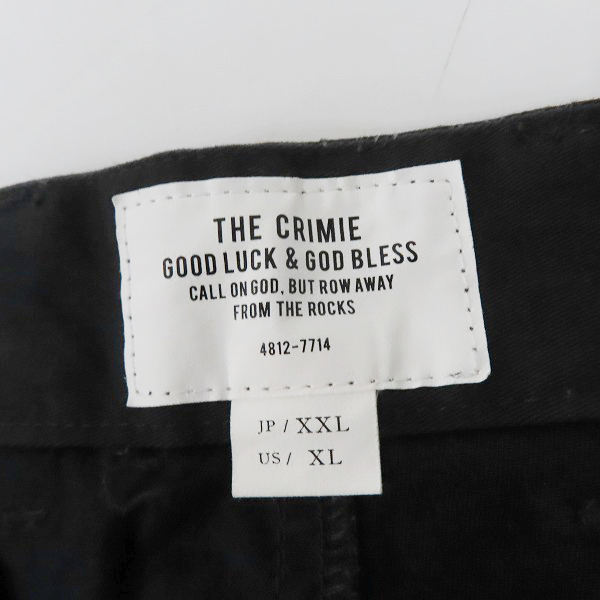 THE CRIMIE
GOOD LUCK & GOD BLESS
CALL ON GOD, BUT ROW AWAY
FROM THE ROCKS
4812-7714
JP / XXL
US / XL